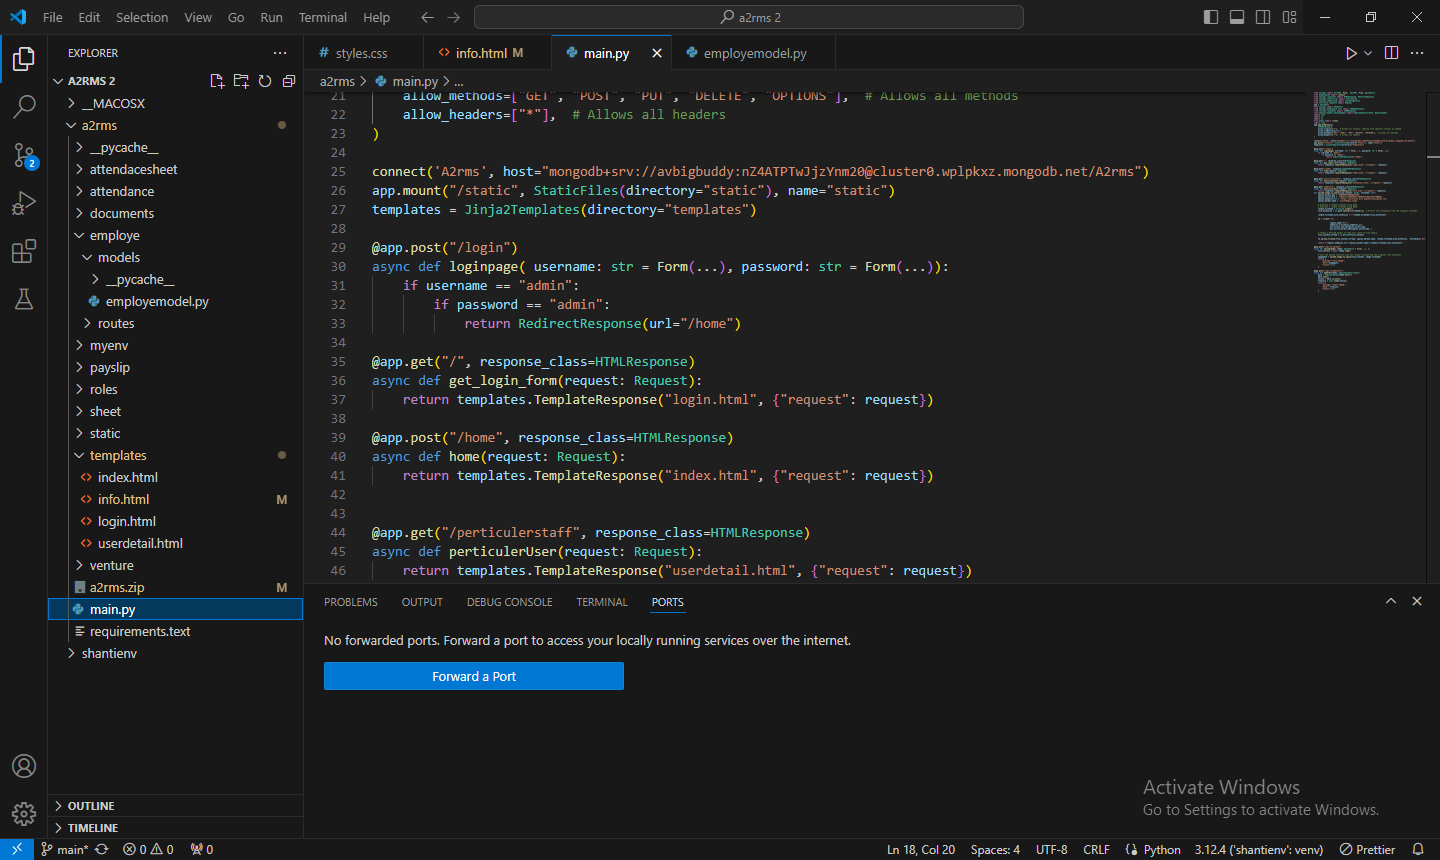 File Edit Selection View Go Run Terminal Help
a2rms 2
EXPLORER
A2RMS 2
__MACOSX
a2rms
__pycache__
attendacesheet
attendance
documents
employe
models
__pycache__
employemodel.py
routes
myenv
payslip
roles
sheet
static
templates
index.html
info.html M
login.html
userdetail.html
venture
a2rms.zip M
main.py
requirements.text
shantienv
OUTLINE
TIMELINE
2
# styles.css
info.html M
main.py
employemodel.py
a2rms > main.py > ...
21 allow_methods=["GET", "POST", "PUT", "DELETE", "OPTIONS"], # Allows all methods
22 allow_headers=["*"], # Allows all headers
23 )
24
25 connect('A2rms', host="mongodb+srv://avbigbuddy:nZ4ATPTwJjzYnm20@cluster0.wplpkxz.mongodb.net/A2rms")
26 app.mount("/static", StaticFiles(directory="static"), name="static")
27 templates = Jinja2Templates(directory="templates")
28
29 @app.post("/login")
30 async def loginpage( username: str = Form(...), password: str = Form(...)):
31 if username == "admin":
32 if password == "admin":
33 return RedirectResponse(url="/home")
34
35 @app.get("/", response_class=HTMLResponse)
36 async def get_login_form(request: Request):
37 return templates.TemplateResponse("login.html", {"request": request})
38
39 @app.post("/home", response_class=HTMLResponse)
40 async def home(request: Request):
41 return templates.TemplateResponse("index.html", {"request": request})
42
43
44 @app.get("/perticulerstaff", response_class=HTMLResponse)
45 async def perticulerUser(request: Request):
46 return templates.TemplateResponse("userdetail.html", {"request": request})
PROBLEMS OUTPUT DEBUG CONSOLE TERMINAL PORTS
No forwarded ports. Forward a port to access your locally running services over the internet.
Forward a Port
Activate Windows
Go to Settings to activate Windows.
main* 0 0 0 Ln 18, Col 20 Spaces: 4 UTF-8 CRLF Python 3.12.4 ('shantienv': venv) Prettier